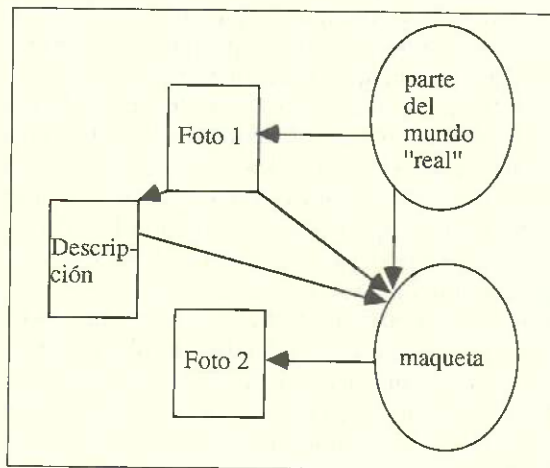 parte
del
mundo
"real"
Foto 1
Descrip-
ción
Foto 2
maqueta